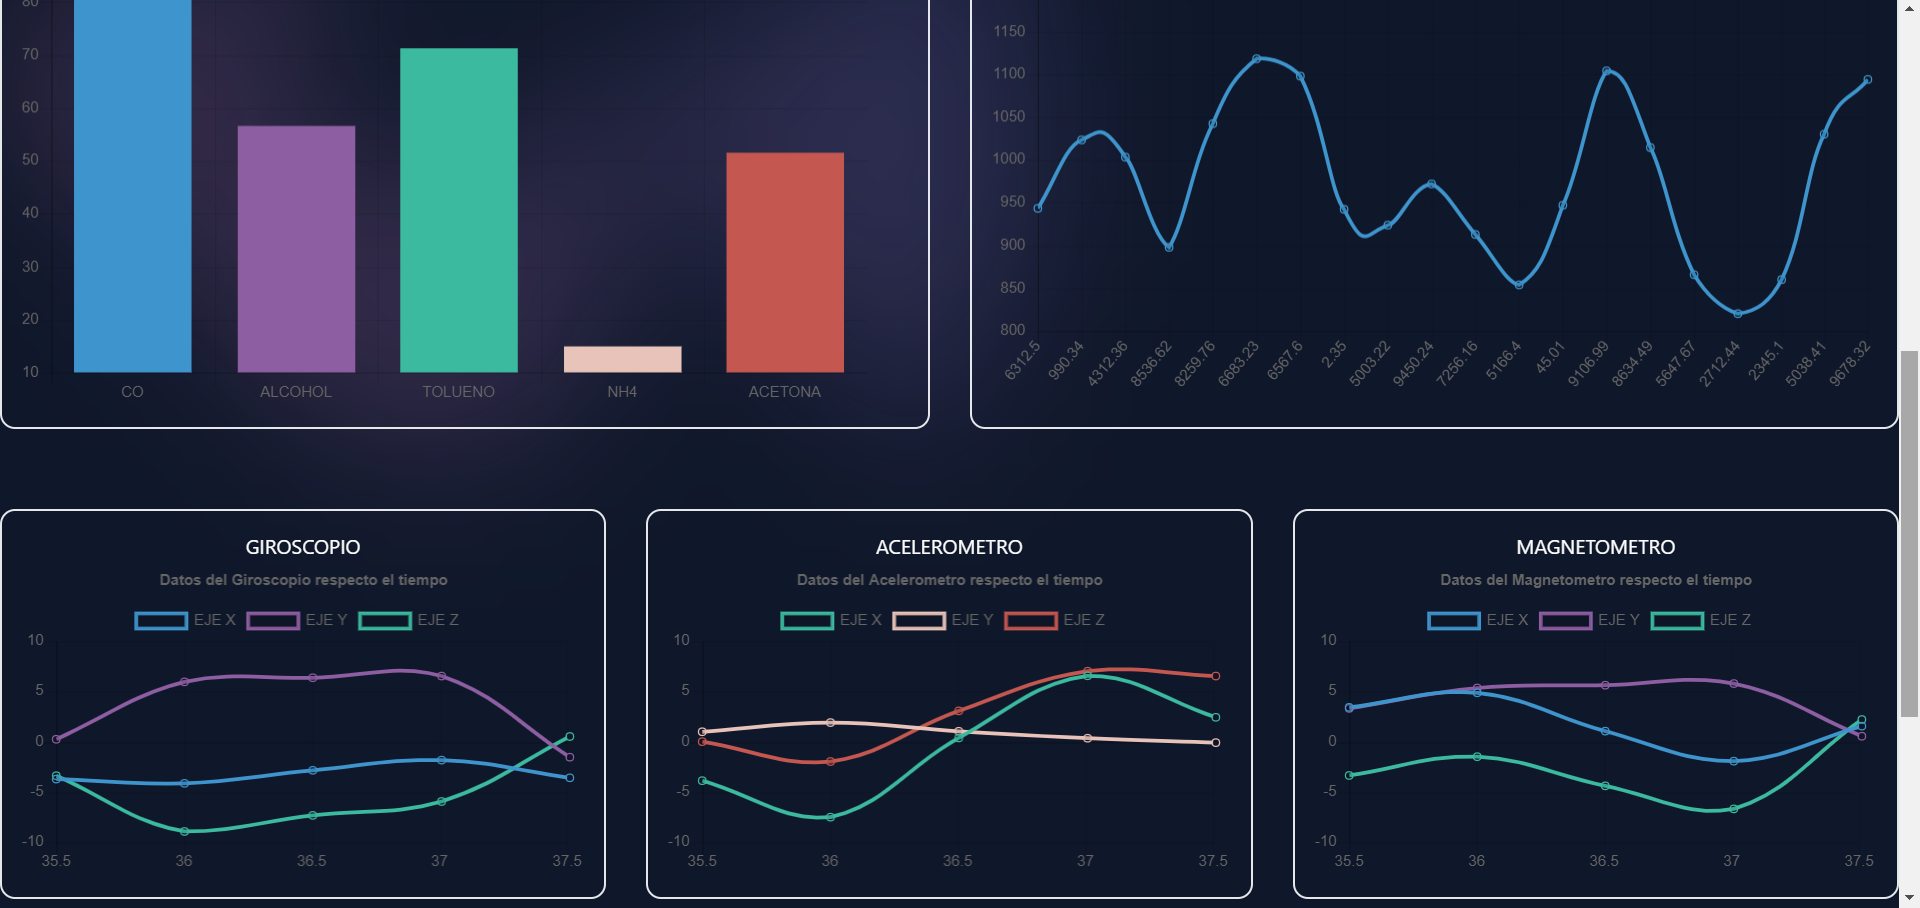 80
70
60
50
40
30
20
10
CO ALCOHOL TOLUENO NH4 ACETONA
1150
1100
1050
1000
950
900
850
800
6312.5 990.34 4312.36 8536.62 8259.76 6683.23 6567.6 2.35 5003.22 9450.24 7256.16 5166.4 45.01 9106.99 8634.49 5647.67 2712.44 2345.1 5038.41 9678.32
GIROSCOPIO
Datos del Giroscopio respecto el tiempo
EJE X EJE Y EJE Z
10
5
0
-5
-10
35.5 36 36.5 37 37.5
ACELEROMETRO
Datos del Acelerometro respecto el tiempo
EJE X EJE Y EJE Z
10
5
0
-5
-10
35.5 36 36.5 37 37.5
MAGNETOMETRO
Datos del Magnetometro respecto el tiempo
EJE X EJE Y EJE Z
10
5
0
-5
-10
35.5 36 36.5 37 37.5